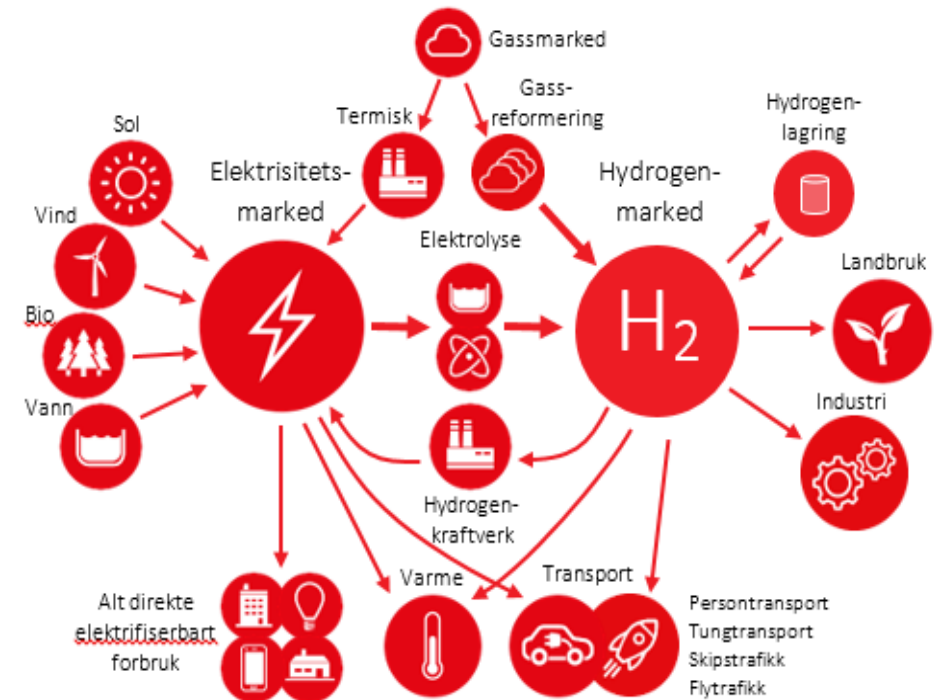 Gassmarked
Gass-
reformering
Termisk
Hydrogen-
lagring
Sol
Elektrisitets-
marked
Hydrogen-
marked
Vind
Elektrolyse
Landbruk
H2
Bio
Vann
Industri
Hydrogen-
kraftverk
Varme
Transport
Alt direkte
elektrifiserbart
forbruk
Persontransport
Tungtransport
Skipstrafikk
Flytrafikk